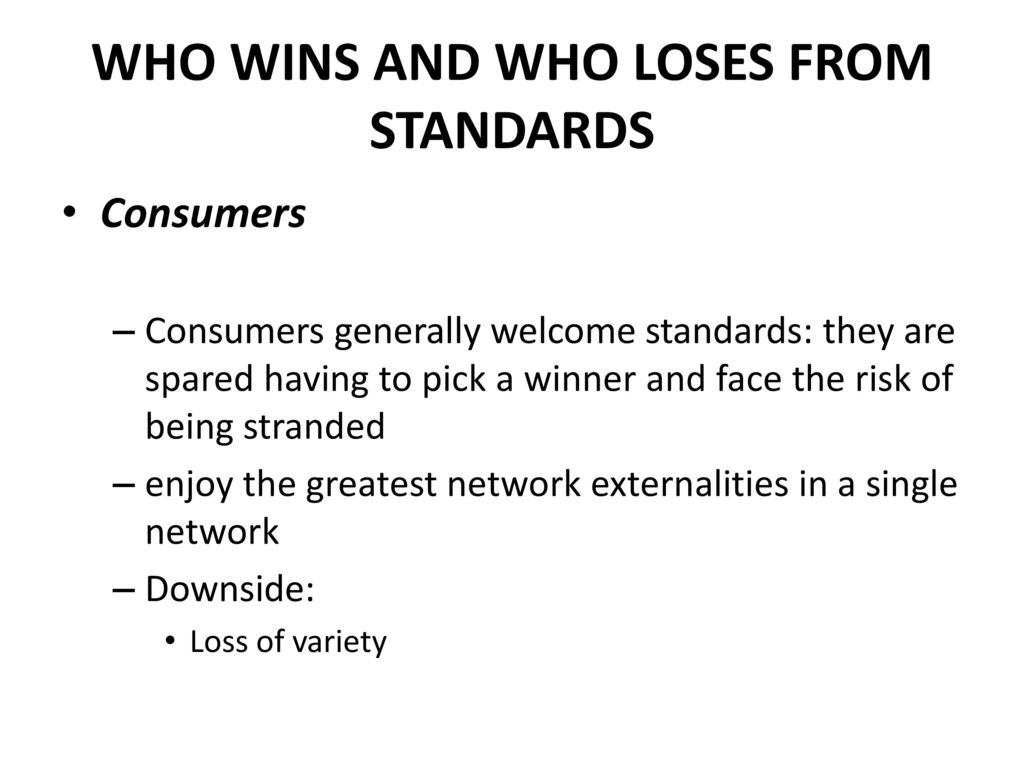 WHO WINS AND WHO LOSES FROM
STANDARDS
• Consumers
– Consumers generally welcome standards: they are
spared having to pick a winner and face the risk of
being stranded
– enjoy the greatest network externalities in a single
network
– Downside:
• Loss of variety